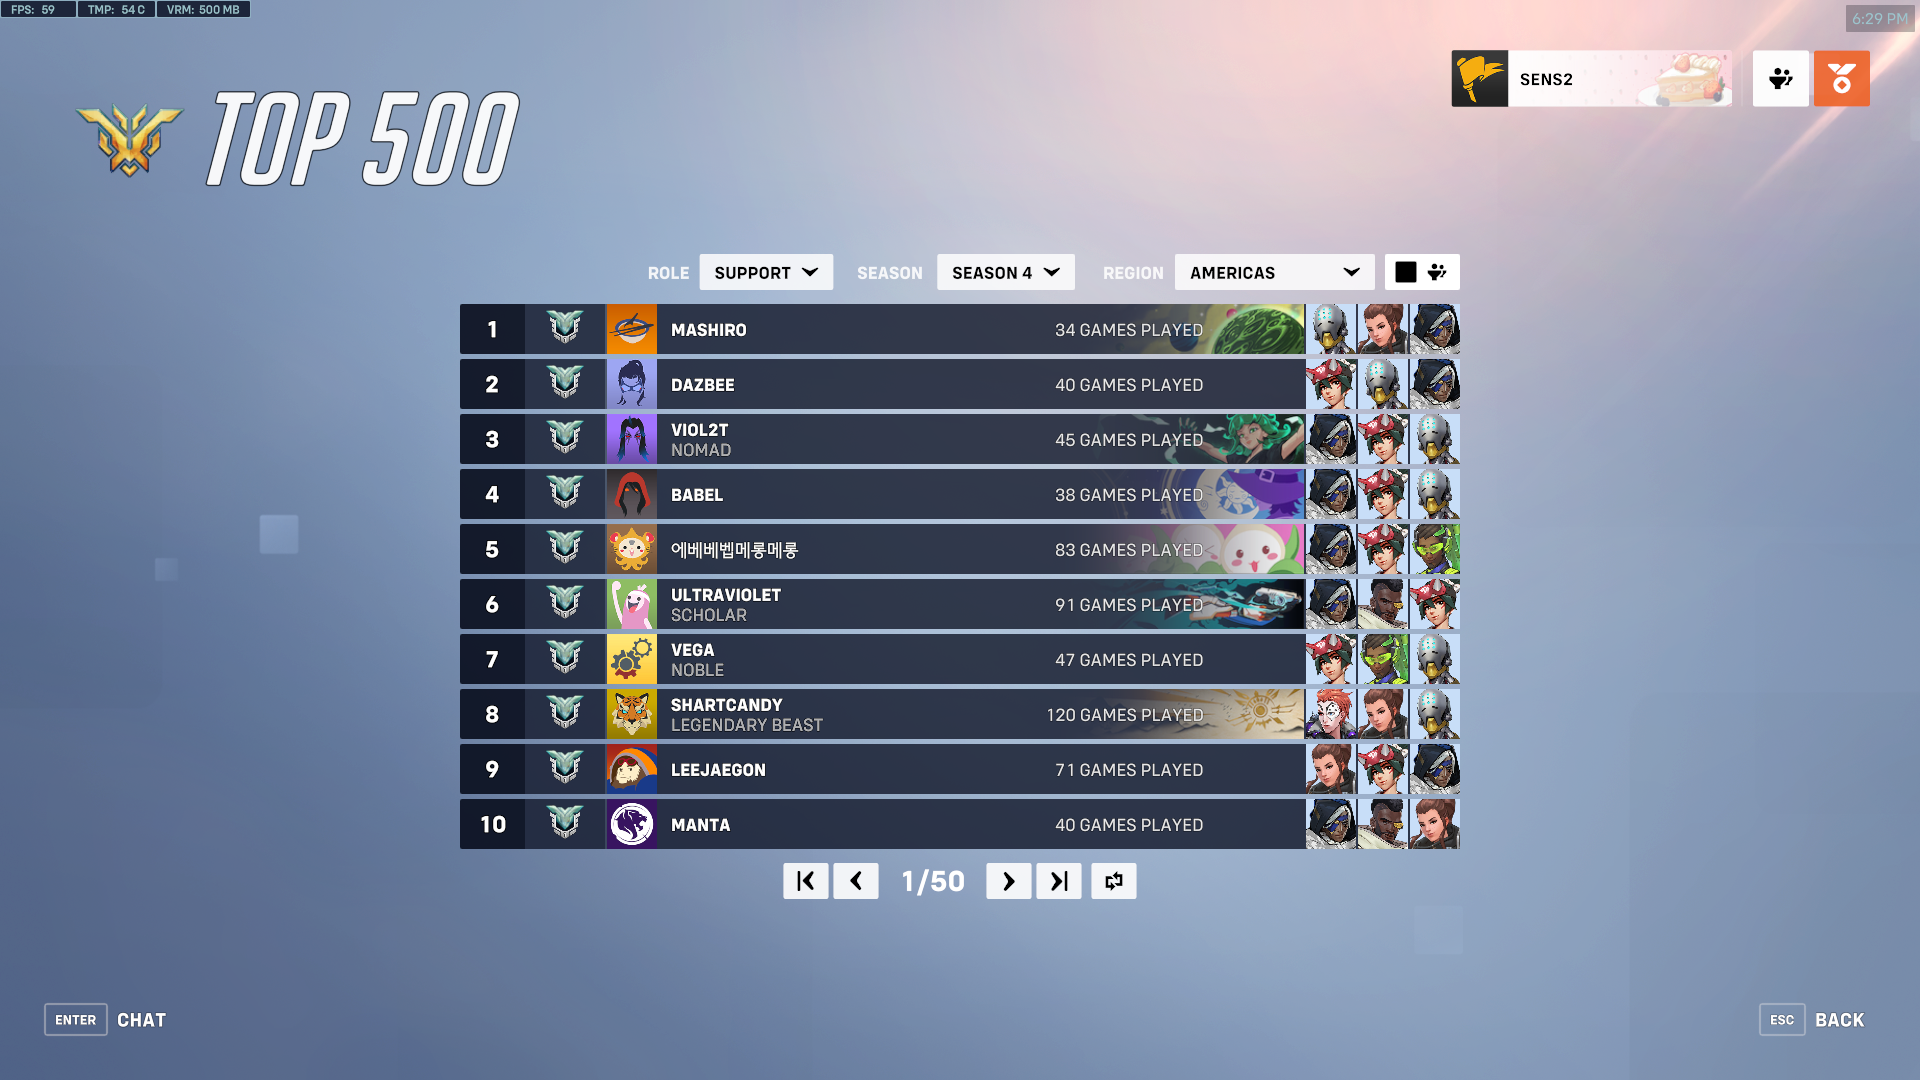 FPS: 59 TMP: 54 C VRM: 500 MB
6:29 PM
SENS2
TOP 500
ROLE SUPPORT SEASON SEASON 4 REGION AMERICAS
1 MASHIRO 34 GAMES PLAYED
2 DAZBEE 40 GAMES PLAYED
3 VIOL2T 45 GAMES PLAYED
NOMAD
4 BABEL 38 GAMES PLAYED
5 에베베벱메롱메롱 83 GAMES PLAYED
6 ULTRAVIOLET 91 GAMES PLAYED
SCHOLAR
7 VEGA 47 GAMES PLAYED
NOBLE
8 SHARTCANDY 120 GAMES PLAYED
LEGENDARY BEAST
9 LEEJAEGON 71 GAMES PLAYED
10 MANTA 40 GAMES PLAYED
1/50
ENTER CHAT
ESC BACK